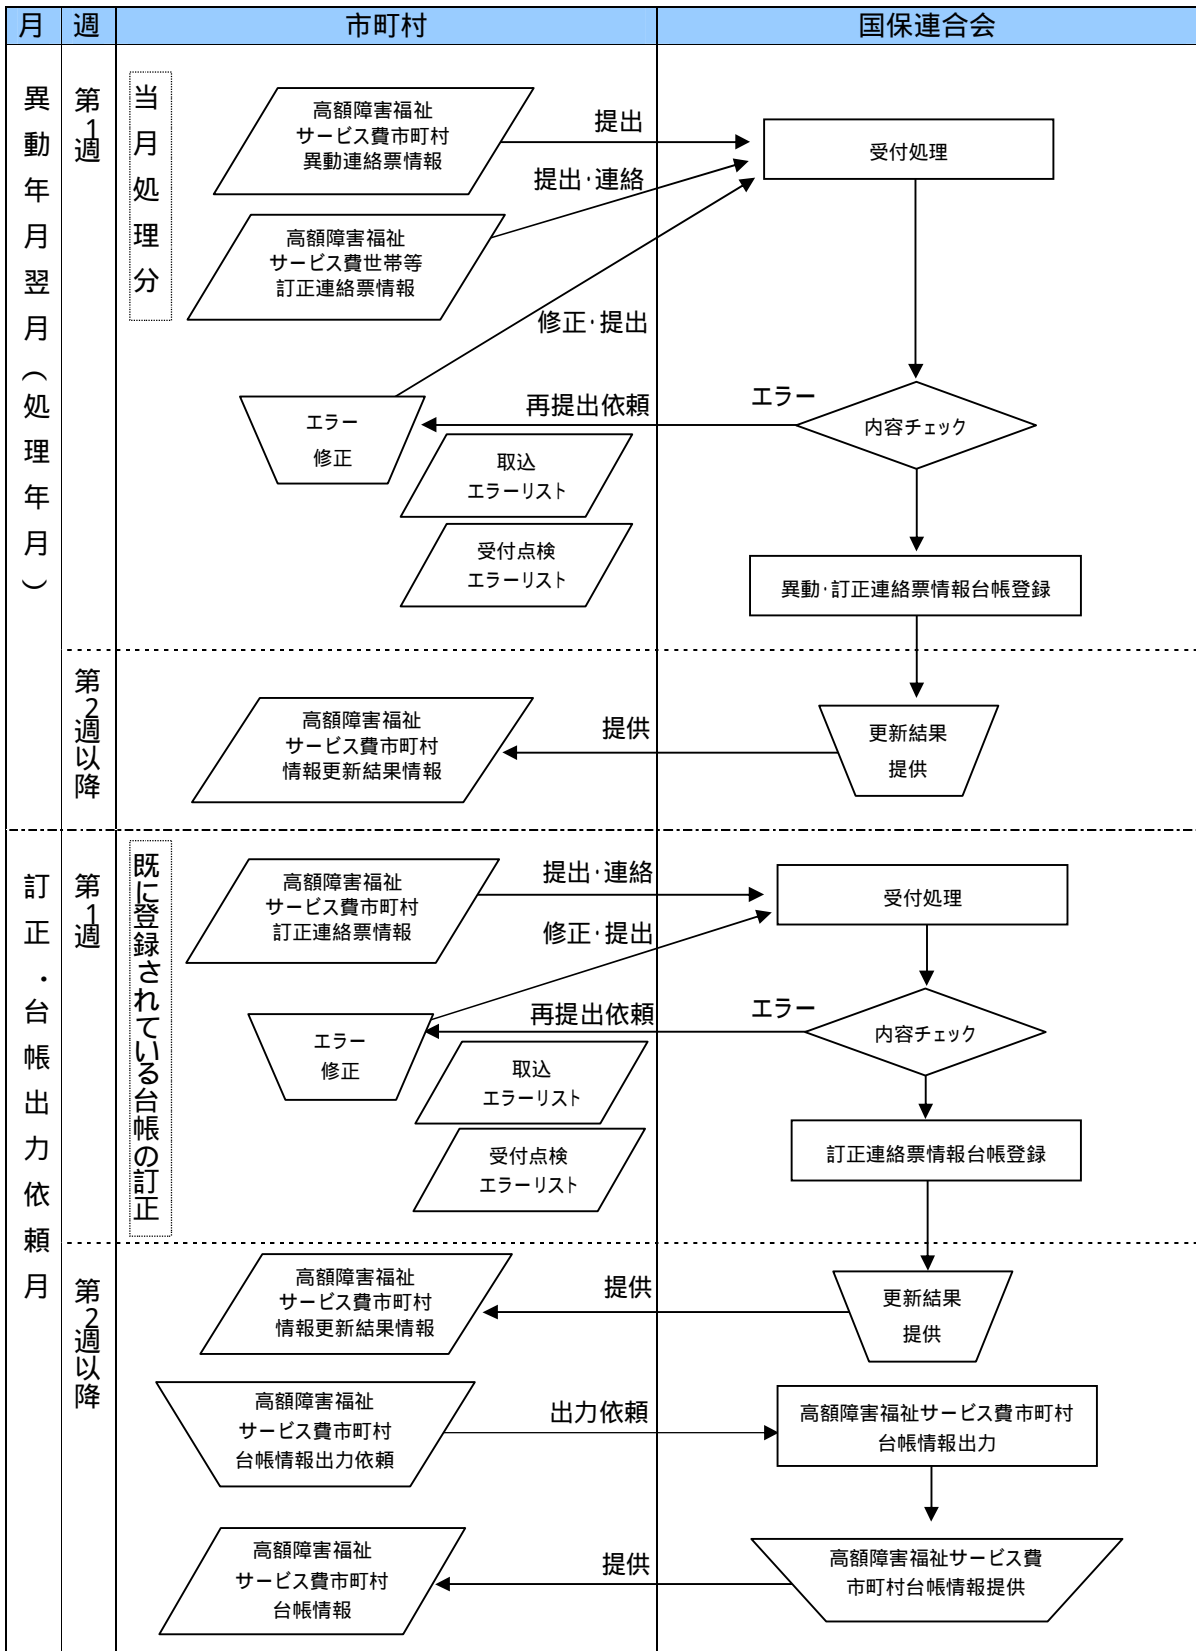 月
週
市町村
国保連合会
異動年月翌月（処理年月）
第1週
当月処理分
高額障害福祉
サービス費市町村
異動連絡票情報
提出
受付処理
提出・連絡
高額障害福祉
サービス費世帯等
訂正連絡票情報
修正・提出
エラー
修正
再提出依頼
エラー
内容チェック
取込
エラーリスト
受付点検
エラーリスト
異動・訂正連絡票情報台帳登録
第2週以降
高額障害福祉
サービス費市町村
情報更新結果情報
提供
更新結果
提供
訂正・台帳出力依頼月
第1週
既に登録されている台帳の訂正
高額障害福祉
サービス費市町村
訂正連絡票情報
提出・連絡
受付処理
修正・提出
エラー
修正
再提出依頼
エラー
内容チェック
取込
エラーリスト
受付点検
エラーリスト
訂正連絡票情報台帳登録
第2週以降
高額障害福祉
サービス費市町村
情報更新結果情報
提供
更新結果
提供
高額障害福祉
サービス費市町村
台帳情報出力依頼
出力依頼
高額障害福祉サービス費市町村
台帳情報出力
高額障害福祉
サービス費市町村
台帳情報
提供
高額障害福祉サービス費
市町村台帳情報提供